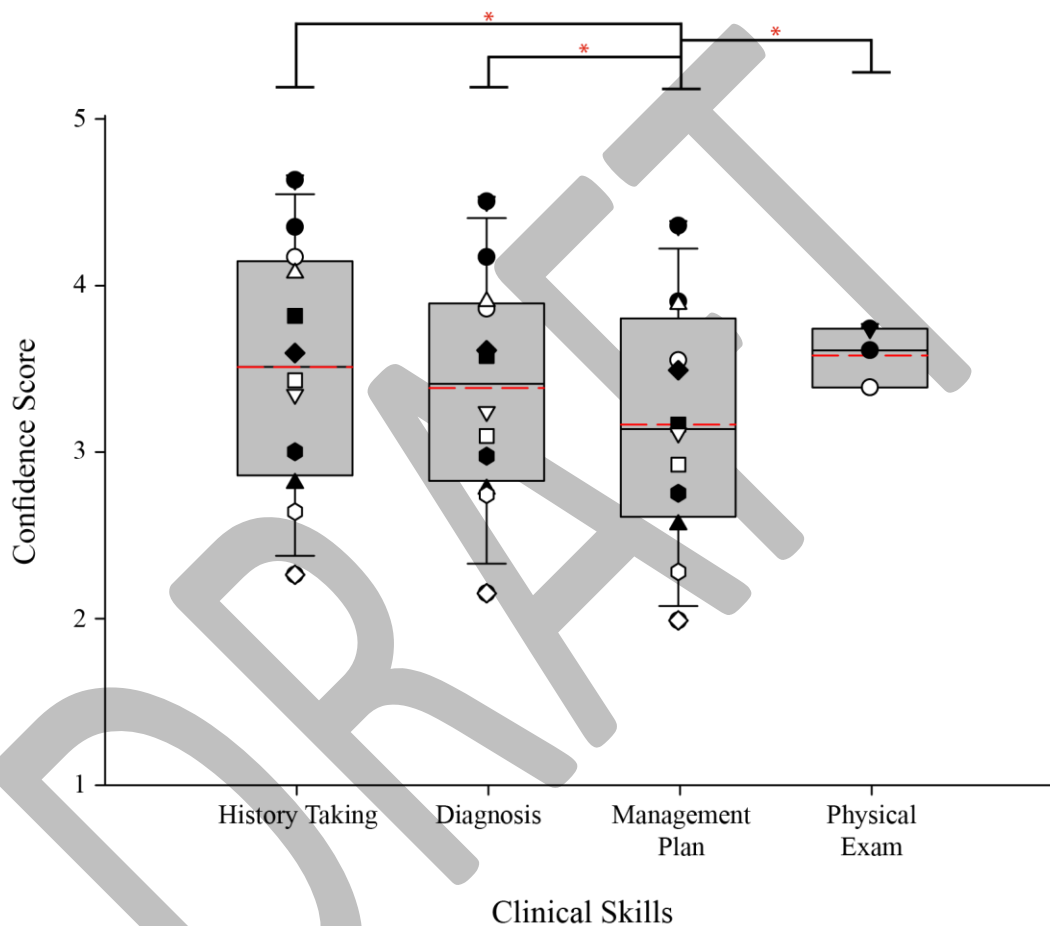 *
*
*
5
4
3
2
1
Confidence Score
History Taking
Diagnosis
Management
Plan
Physical
Exam
Clinical Skills
DRAFT